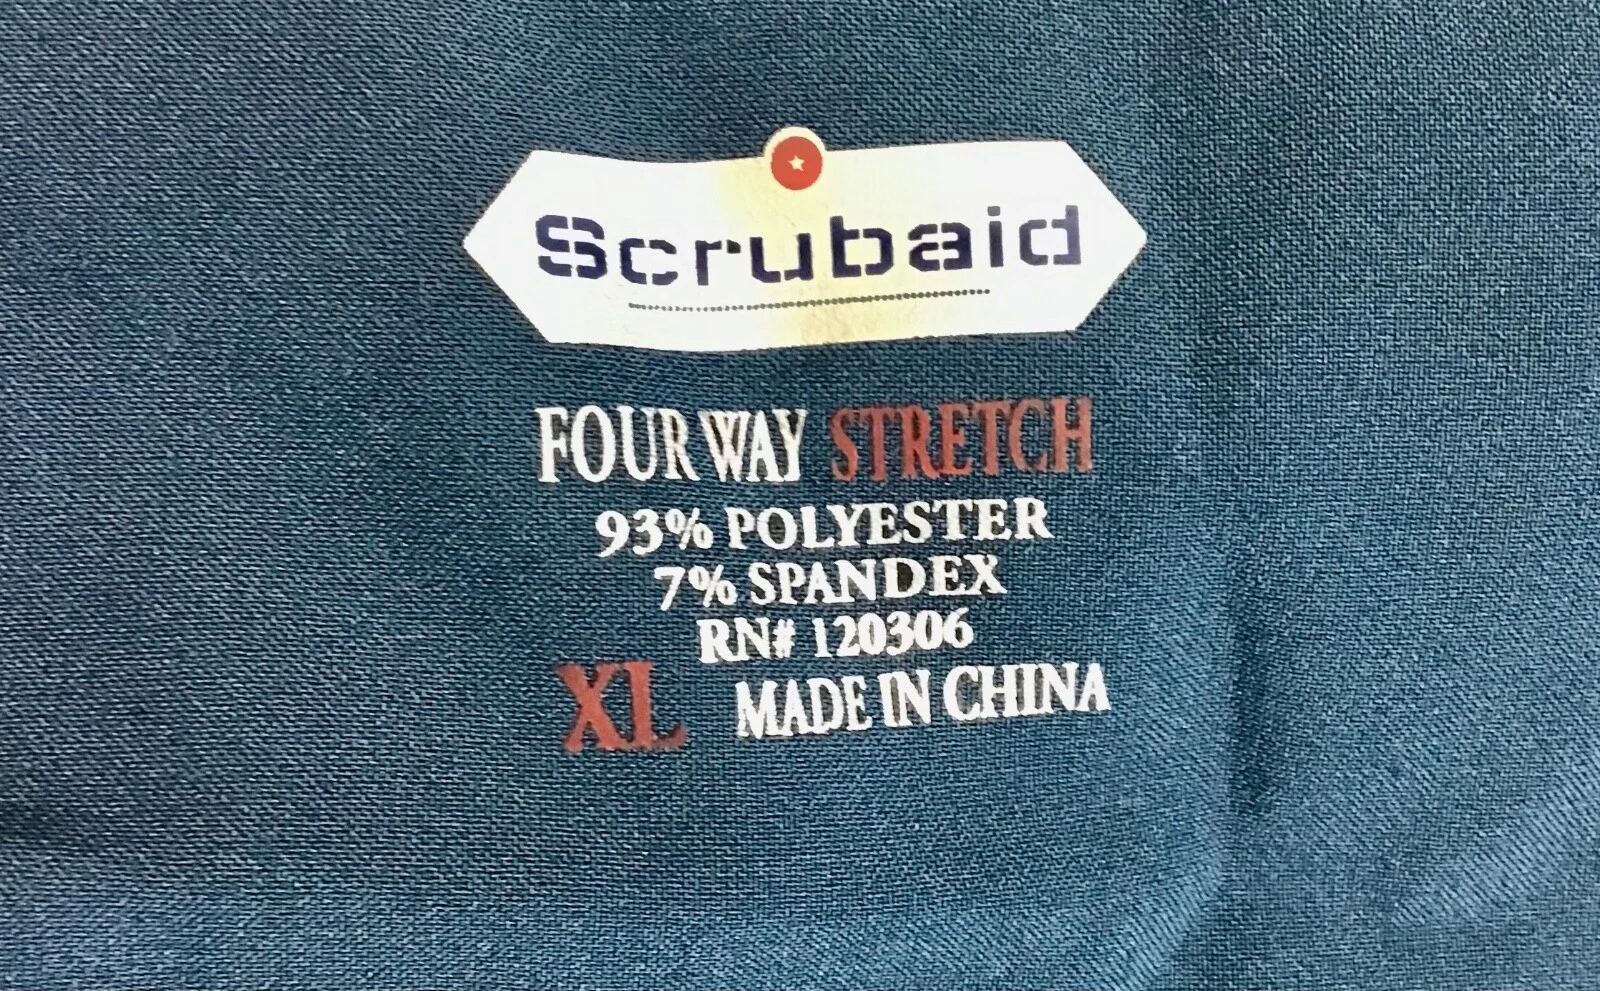 Scrubaid
FOUR WAY STRETCH
93% POLYESTER
7% SPANDEX
RN# 120306
XL MADE IN CHINA